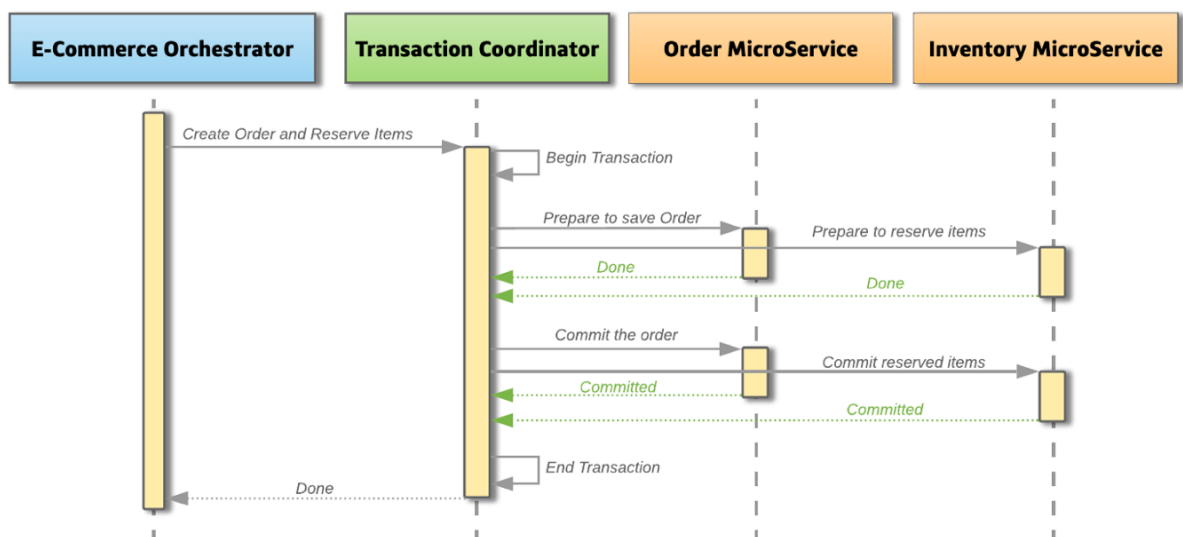 E-Commerce Orchestrator
Transaction Coordinator
Order MicroService
Inventory MicroService
Create Order and Reserve Items
Begin Transaction
Prepare to save Order
Prepare to reserve items
Done
Done
Commit the order
Commit reserved items
Committed
Committed
End Transaction
Done